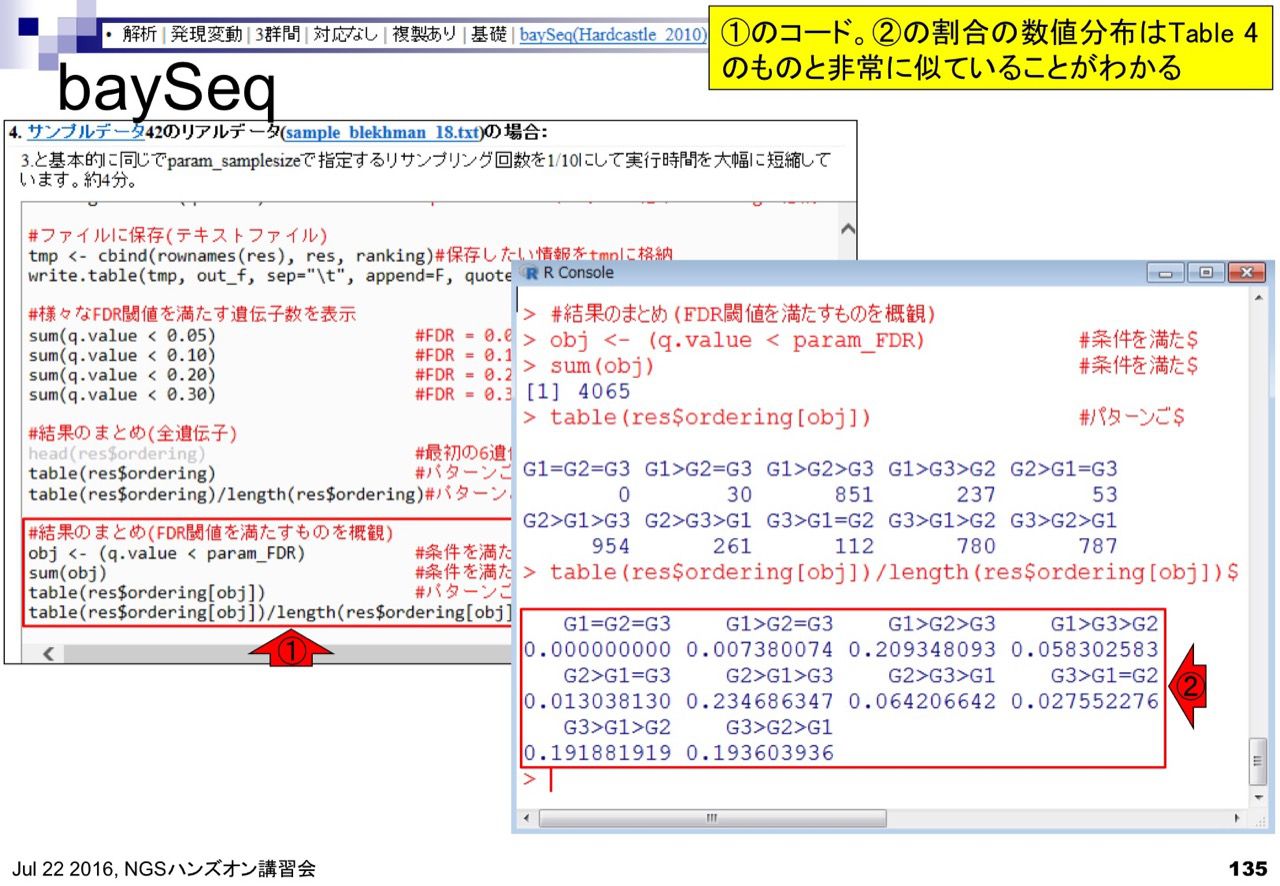 • 解析 | 発現変動 | 3群間 | 対応なし | 複製あり | 基礎 | baySeq(Hardcastle_2010)
①のコード。②の割合の数値分布はTable 4
のものと非常に似ていることがわかる
baySeq
4. サンプルデータ42のリアルデータ(sample_blekhman_18.txt)の場合:
3.と基本的に同じでparam_samplesizeで指定するリサンプリング回数を1/10にして実行時間を大幅に短縮して
います。約4分。
#ファイルに保存(テキストファイル)
tmp <- cbind(rownames(res), res, ranking)#保存したい情報をtmpに格納
write.table(tmp, out_f, sep="\t", append=F, quote
#様々なFDR閾値を満たす遺伝子数を表示
sum(q.value < 0.05) #FDR = 0.0
sum(q.value < 0.10) #FDR = 0.1
sum(q.value < 0.20) #FDR = 0.2
sum(q.value < 0.30) #FDR = 0.3
#結果のまとめ(全遺伝子)
head(res$ordering) #最初の6遺
table(res$ordering) #パターンご
table(res$ordering)/length(res$ordering)#パターン
#結果のまとめ(FDR閾値を満たすものを概観)
obj <- (q.value < param_FDR) #条件を満た
sum(obj) #条件を満た
table(res$ordering[obj]) #パターンご
table(res$ordering[obj])/length(res$ordering[obj]
①
R Console
> #結果のまとめ(FDR閾値を満たすものを概観)
> obj <- (q.value < param_FDR) #条件を満た$
> sum(obj) #条件を満た$
[1] 4065
> table(res$ordering[obj]) #パターンご$
G1=G2=G3 G1>G2=G3 G1>G2>G3 G1>G3>G2 G2>G1=G3
0 30 851 237 53
G2>G1>G3 G2>G3>G1 G3>G1=G2 G3>G1>G2 G3>G2>G1
954 261 112 780 787
> table(res$ordering[obj])/length(res$ordering[obj])$
G1=G2=G3 G1>G2=G3 G1>G2>G3 G1>G3>G2
0.000000000 0.007380074 0.209348093 0.058302583
G2>G1=G3 G2>G1>G3 G2>G3>G1 G3>G1=G2
0.013038130 0.234686347 0.064206642 0.027552276
G3>G1>G2 G3>G2>G1
0.191881919 0.193603936
>
②
Jul 22 2016, NGSハンズオン講習会
135